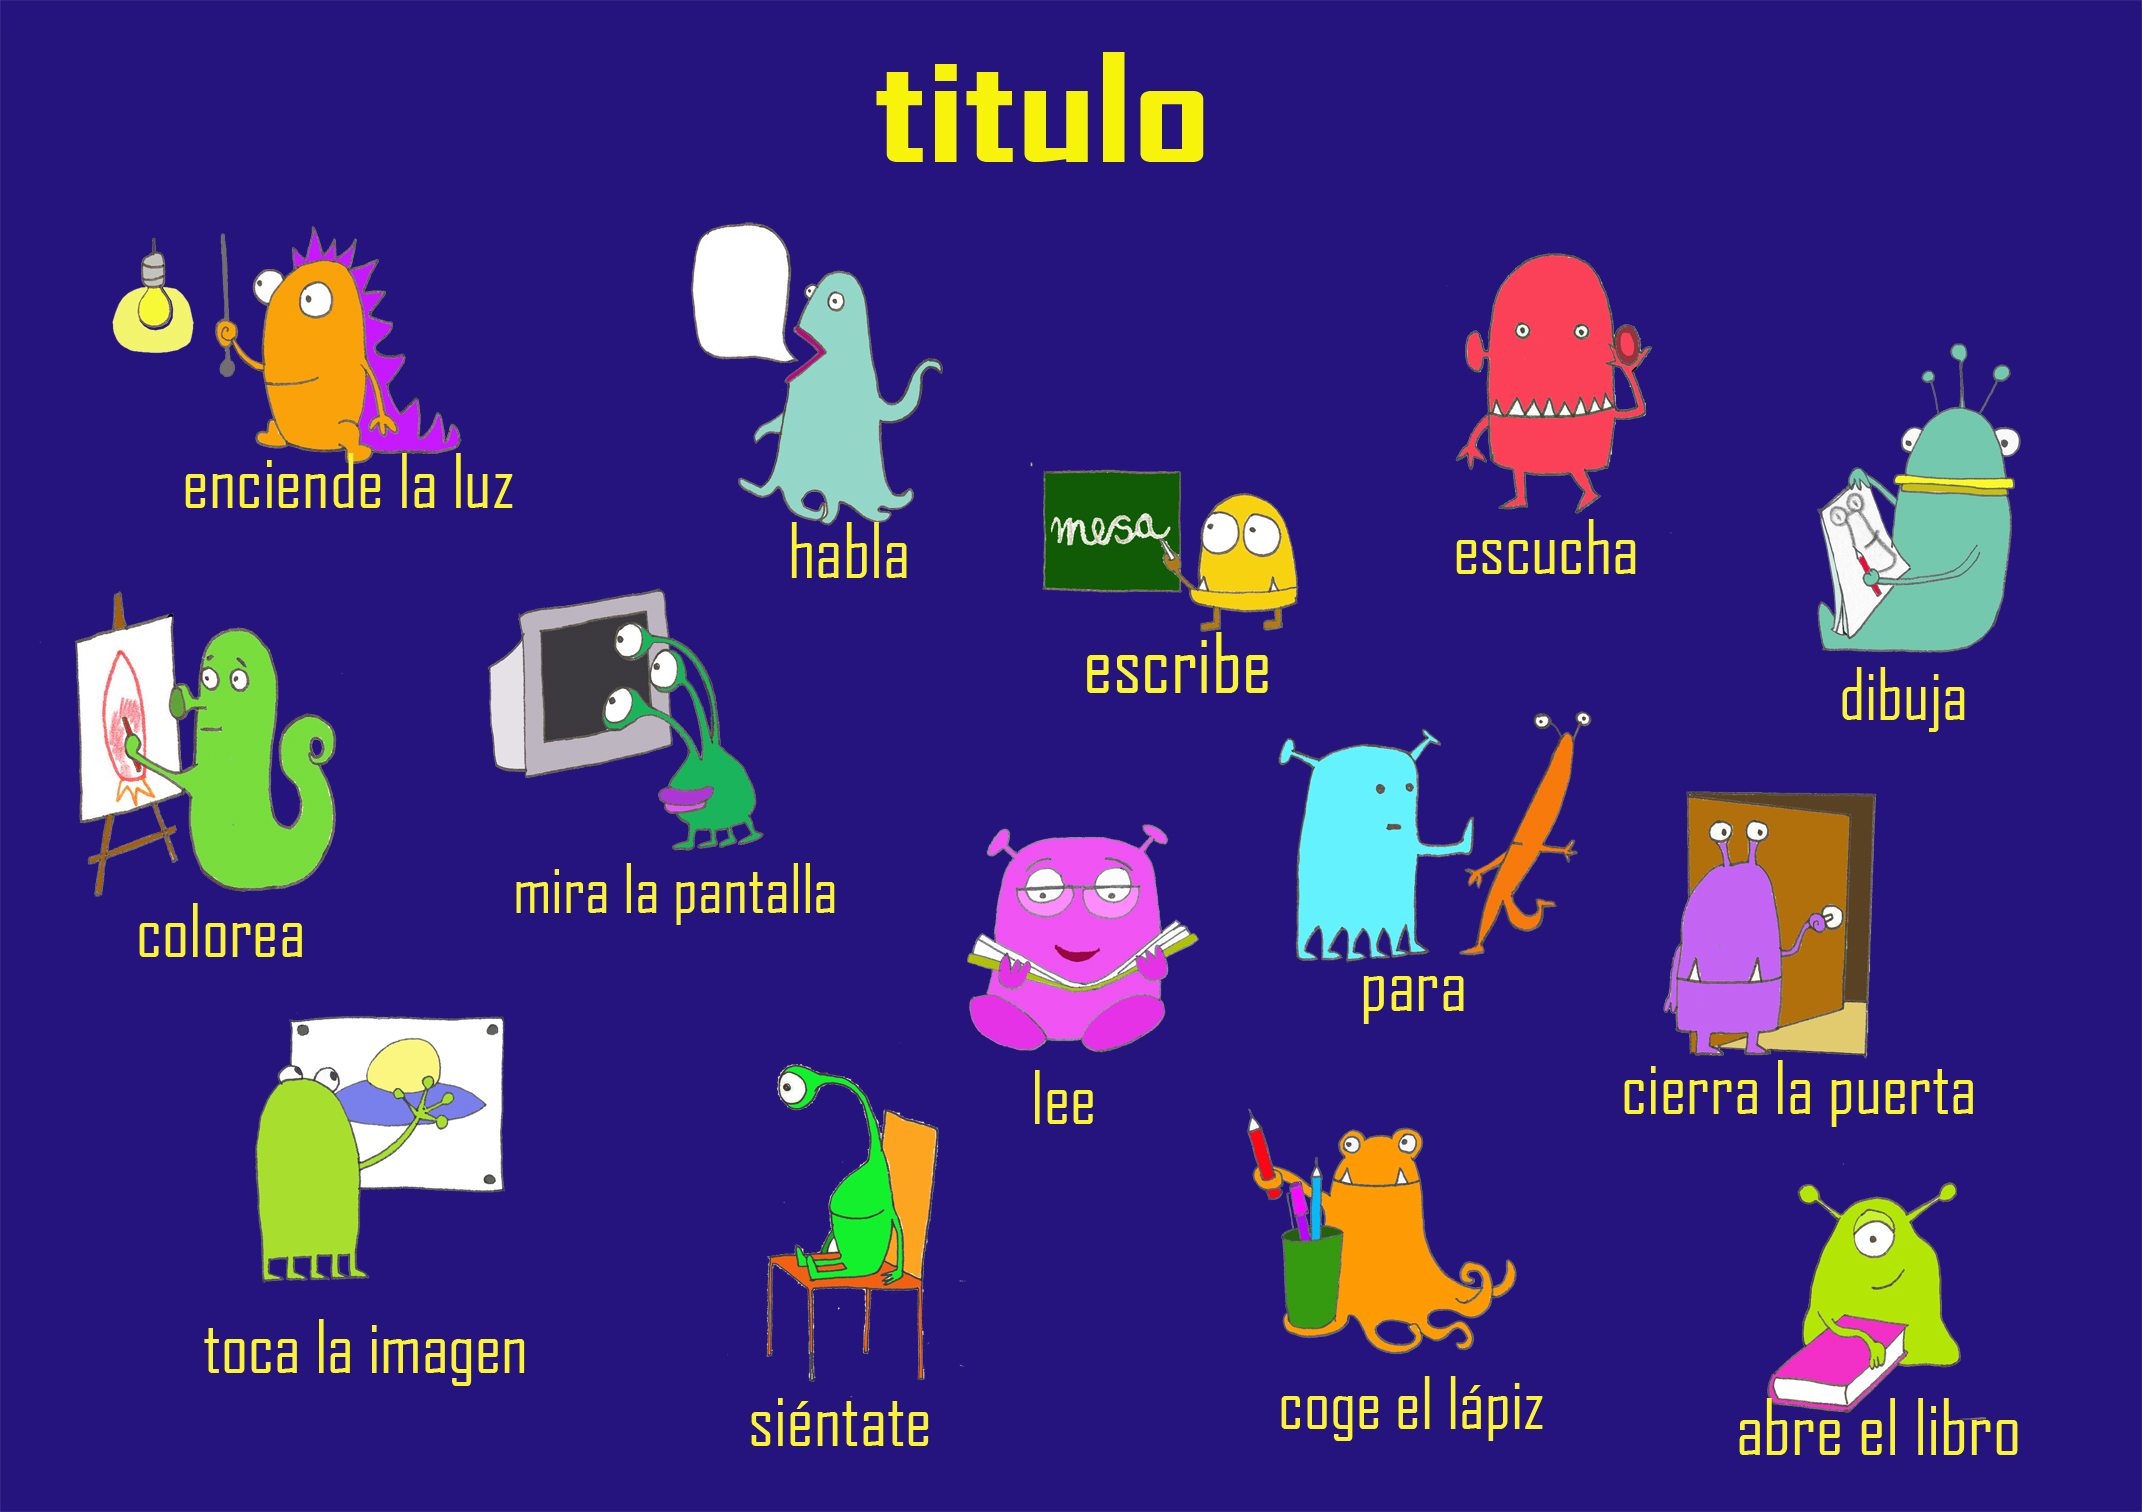 titulo
enciende la luz
habla
mesa
escribe
escucha
dibuja
colorea
mira la pantalla
lee
para
cierra la puerta
toca la imagen
siéntate
coge el lápiz
abre el libro